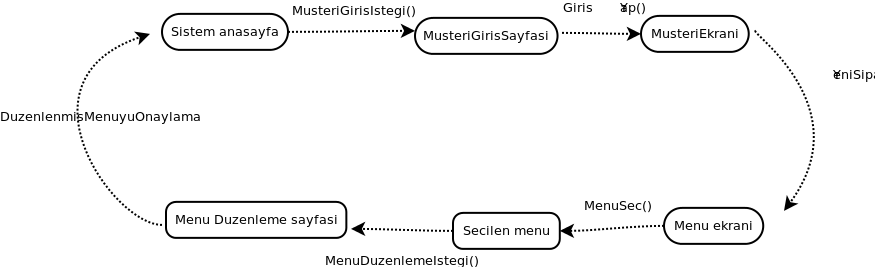 MusteriGirisIstegi()
Giris Yap()
Sistem anasayfa
MusteriGirisSayfasi
MusteriEkrani
YeniSipa
DuzenlenmisMenuyuOnaylama
MenuSec()
Menu Duzenleme sayfasi
Secilen menu
Menu ekrani
MenuDuzenlemeIstegi()